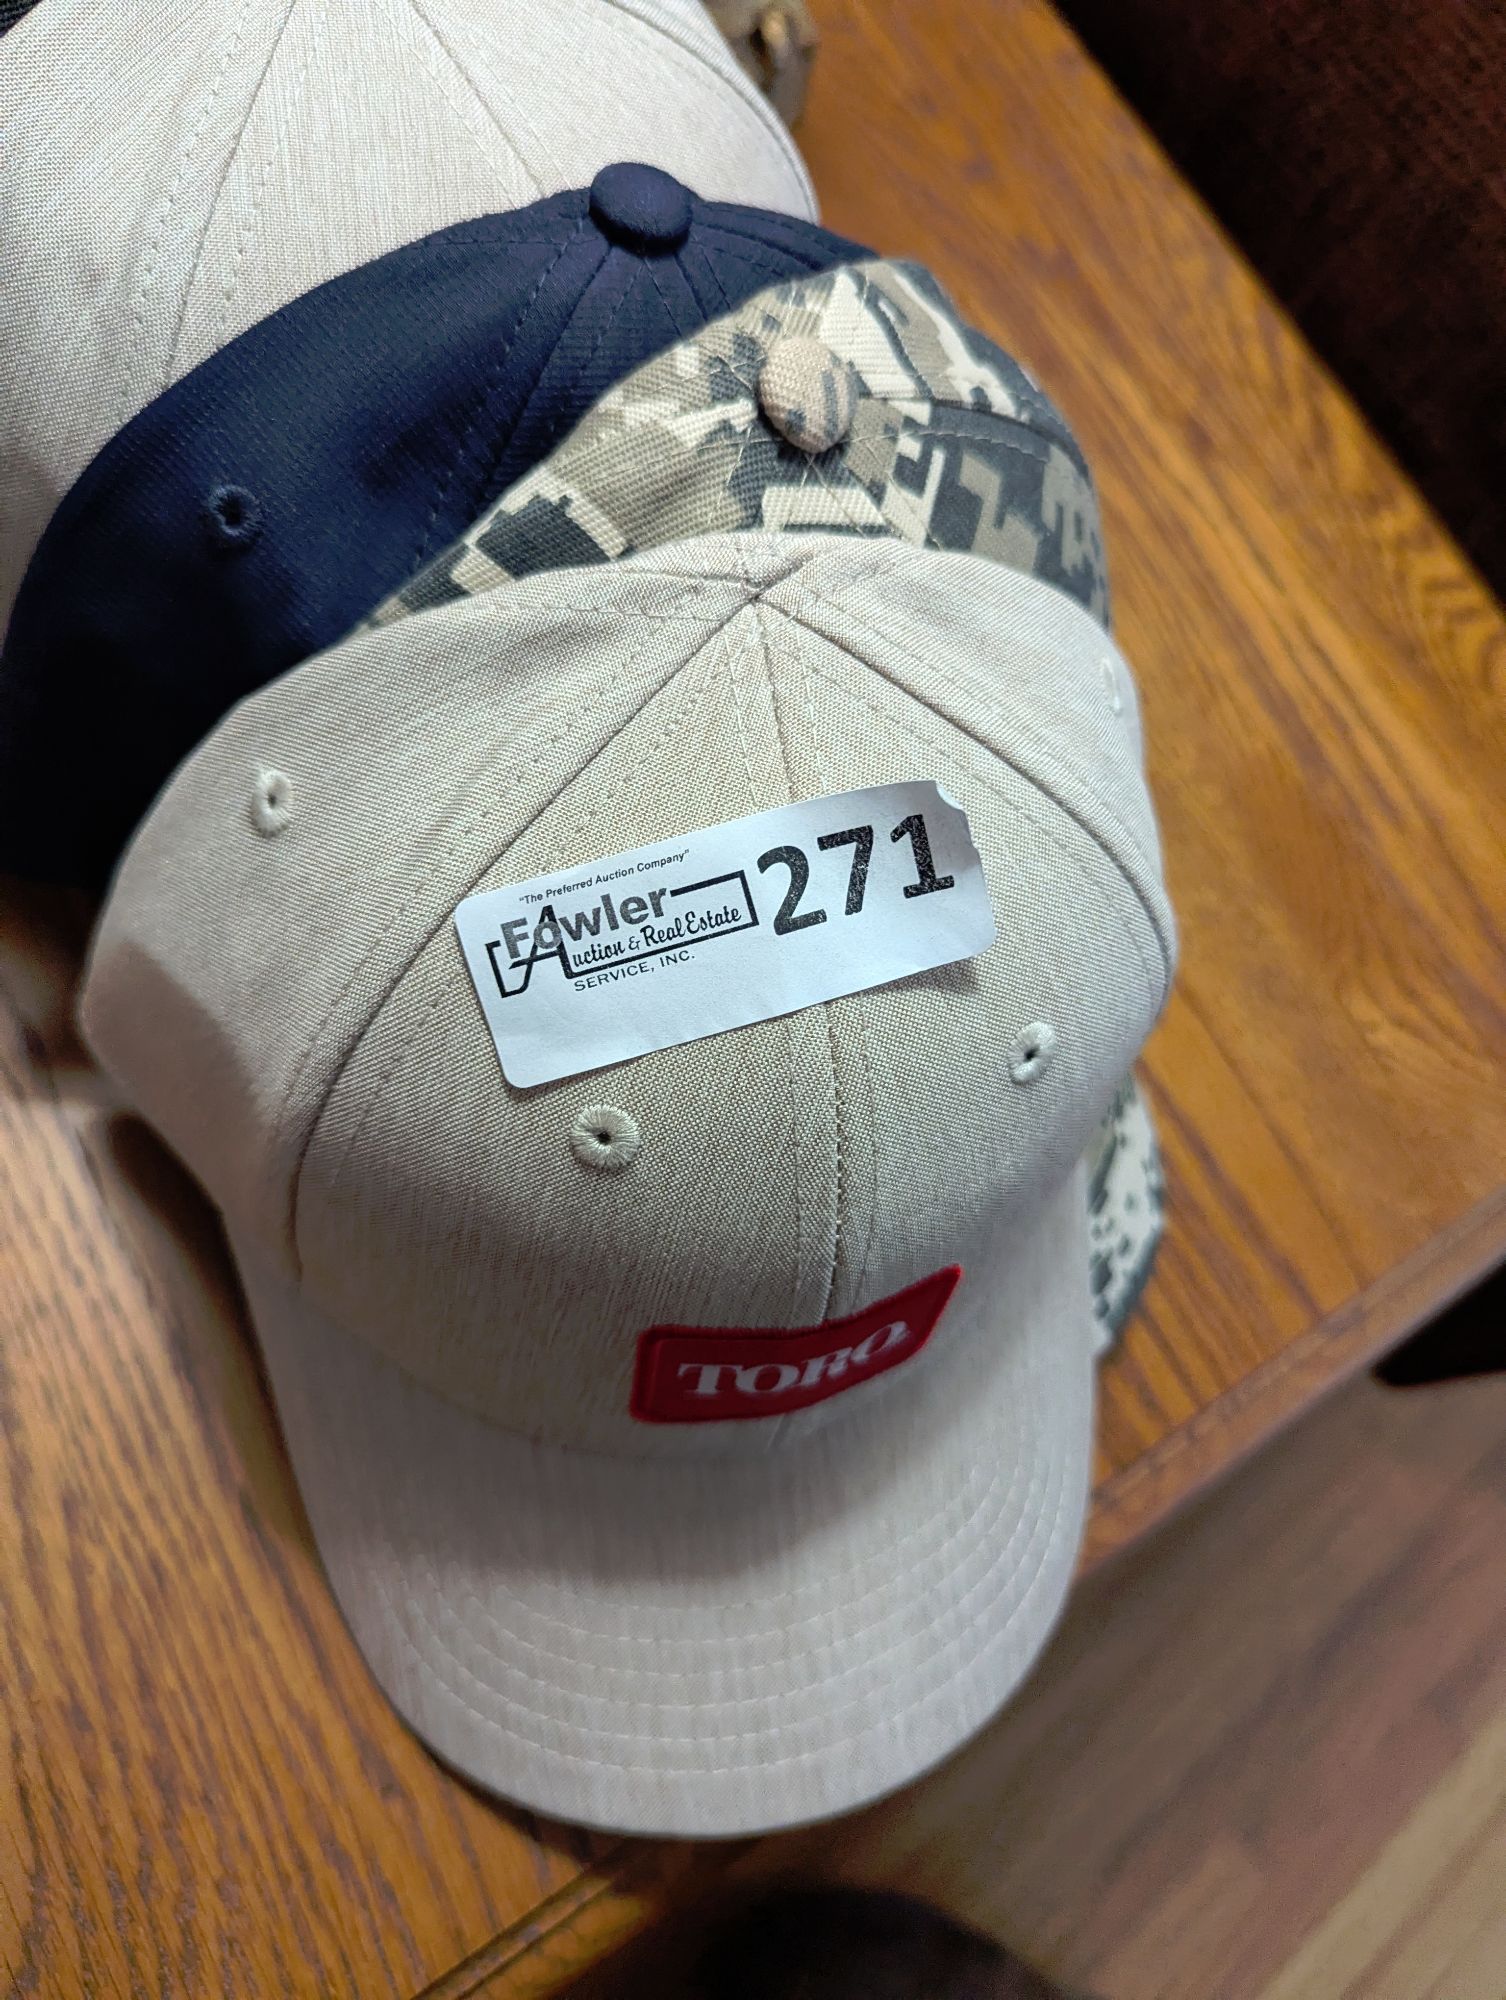 "The Preferred Auction Company"
Fowler
Auction & Real Estate
SERVICE, INC.
271
TORO